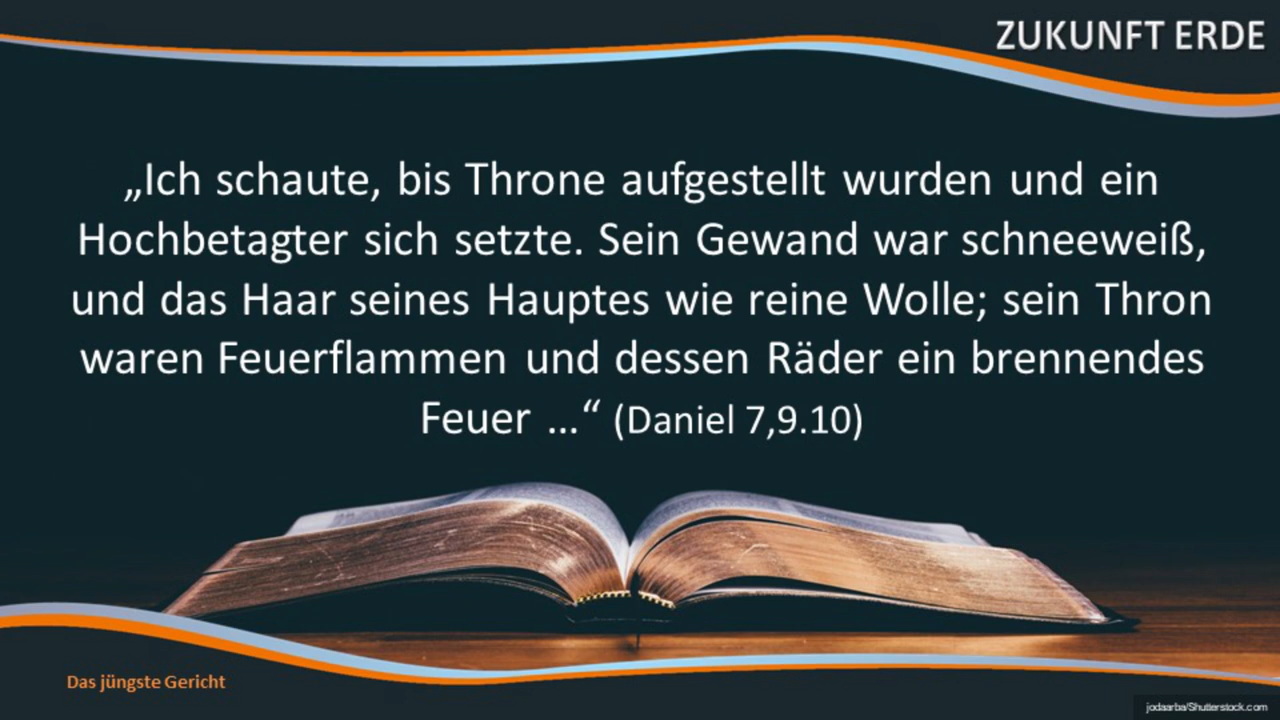 ZUKUNFT ERDE
„Ich schaute, bis Throne aufgestellt wurden und ein
Hochbetagter sich setzte. Sein Gewand war schneeweiß,
und das Haar seines Hauptes wie reine Wolle; sein Thron
waren Feuerflammen und dessen Räder ein brennendes
Feuer ...“ (Daniel 7,9.10)
Das jüngste Gericht
jodaarba/Shutterstock.com